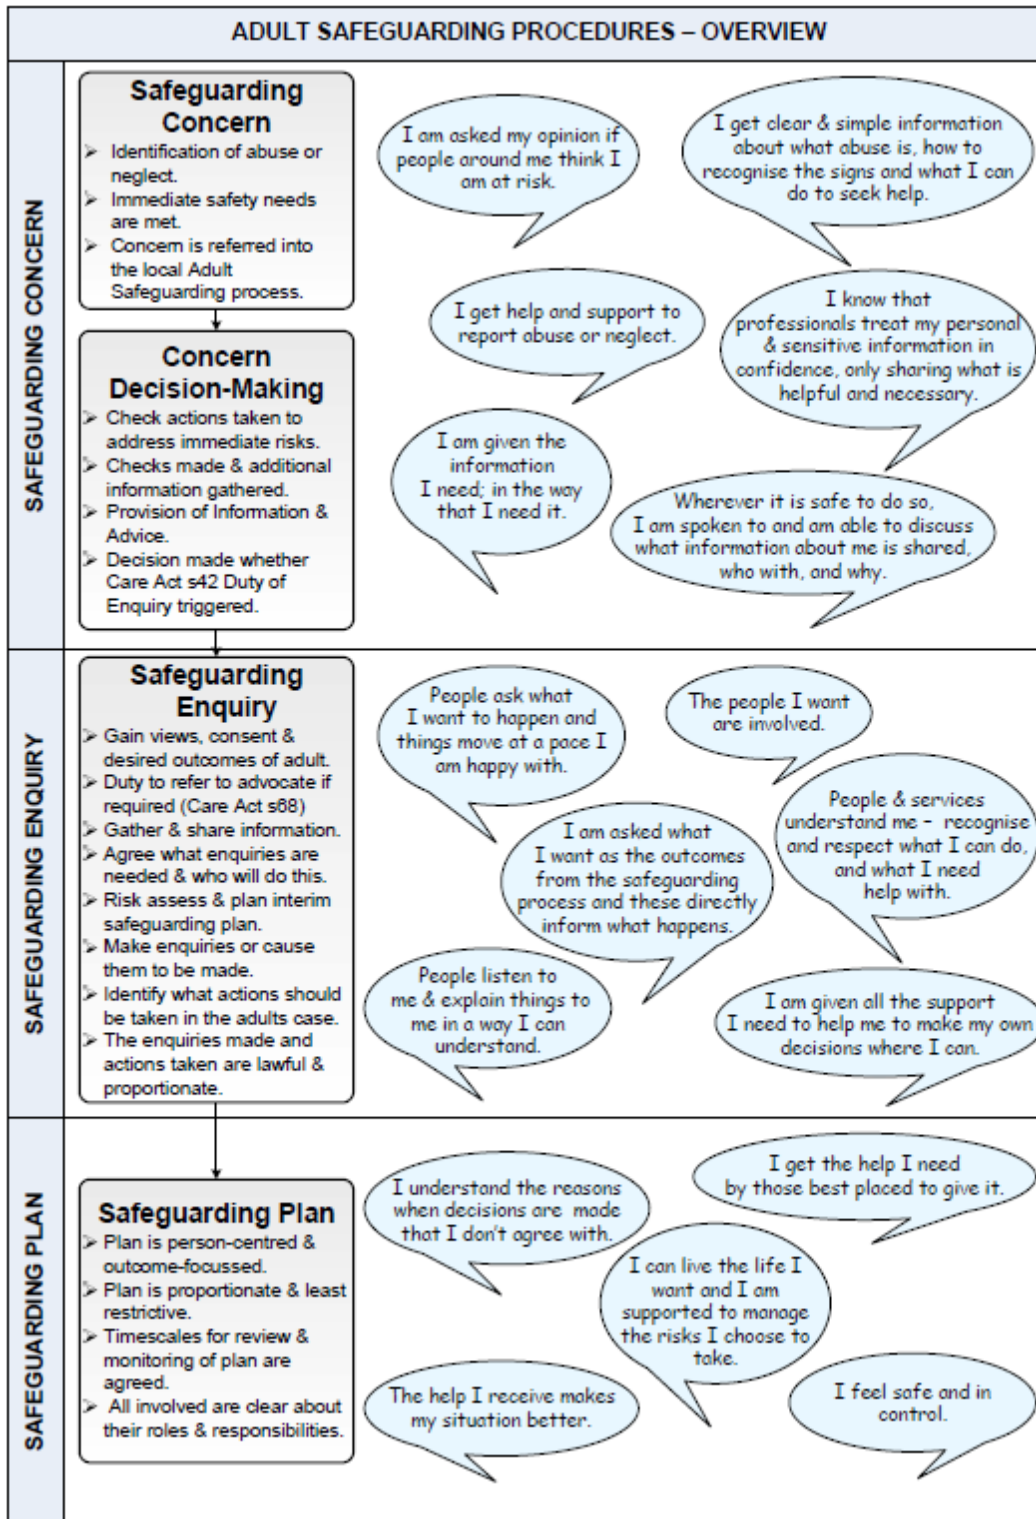 ADULT SAFEGUARDING PROCEDURES – OVERVIEW
SAFEGUARDING CONCERN
Safeguarding
Concern
➢ Identification of abuse or
neglect.
➢ Immediate safety needs
are met.
➢ Concern is referred into
the local Adult
Safeguarding process.
I am asked my opinion if
people around me think I
am at risk.
I get clear & simple information
about what abuse is, how to
recognise the signs and what I can
do to seek help.
I get help and support to
report abuse or neglect.
I know that
professionals treat my personal
& sensitive information in
confidence, only sharing what is
helpful and necessary.
Concern
Decision-Making
➢ Check actions taken to
address immediate risks.
➢ Checks made & additional
information gathered.
➢ Provision of Information &
Advice.
➢ Decision made whether
Care Act s42 Duty of
Enquiry triggered.
I am given the
information
I need; in the way
that I need it.
Wherever it is safe to do so,
I am spoken to and am able to discuss
what information about me is shared,
who with, and why.
SAFEGUARDING ENQUIRY
Safeguarding
Enquiry
➢ Gain views, consent &
desired outcomes of adult.
➢ Duty to refer to advocate if
required (Care Act s68)
➢ Gather & share information.
➢ Agree what enquiries are
needed & who will do this.
➢ Risk assess & plan interim
safeguarding plan.
➢ Make enquiries or cause
them to be made.
➢ Identify what actions should
be taken in the adults case.
➢ The enquiries made and
actions taken are lawful &
proportionate.
People ask what
I want to happen and
things move at a pace I
am happy with.
The people I want
are involved.
People & services
understand me – recognise
and respect what I can do,
and what I need
help with.
I am asked what
I want as the outcomes
from the safeguarding
process and these directly
inform what happens.
People listen to
me & explain things to
me in a way I can
understand.
I am given all the support
I need to help me to make my own
decisions where I can.
SAFEGUARDING PLAN
Safeguarding Plan
➢ Plan is person-centred &
outcome-focussed.
➢ Plan is proportionate & least
restrictive.
➢ Timescales for review &
monitoring of plan are
agreed.
➢ All involved are clear about
their roles & responsibilities.
I understand the reasons
when decisions are made
that I don't agree with.
I get the help I need
by those best placed to give it.
I can live the life I
want and I am
supported to manage
the risks I choose to
take.
The help I receive makes
my situation better.
I feel safe and in
control.